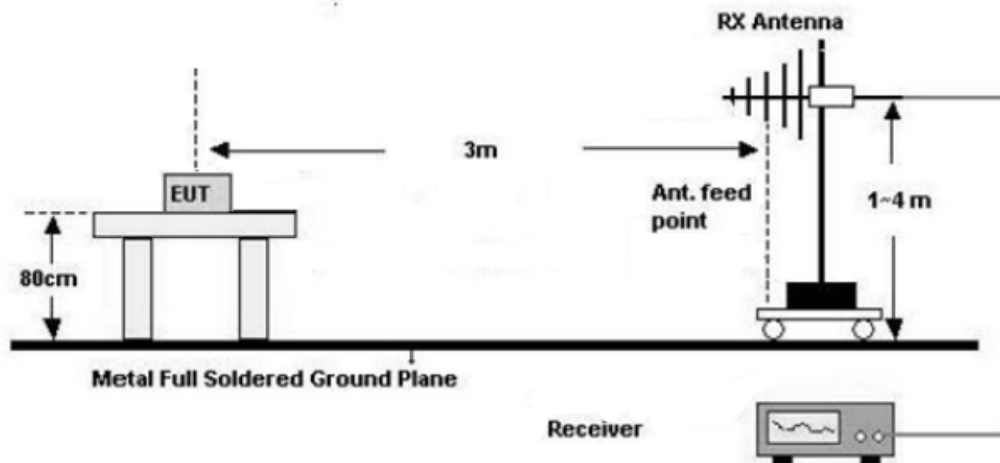 RX Antenna
3m
EUT
Ant. feed
point
1~4 m
80cm
Metal Full Soldered Ground Plane
Receiver